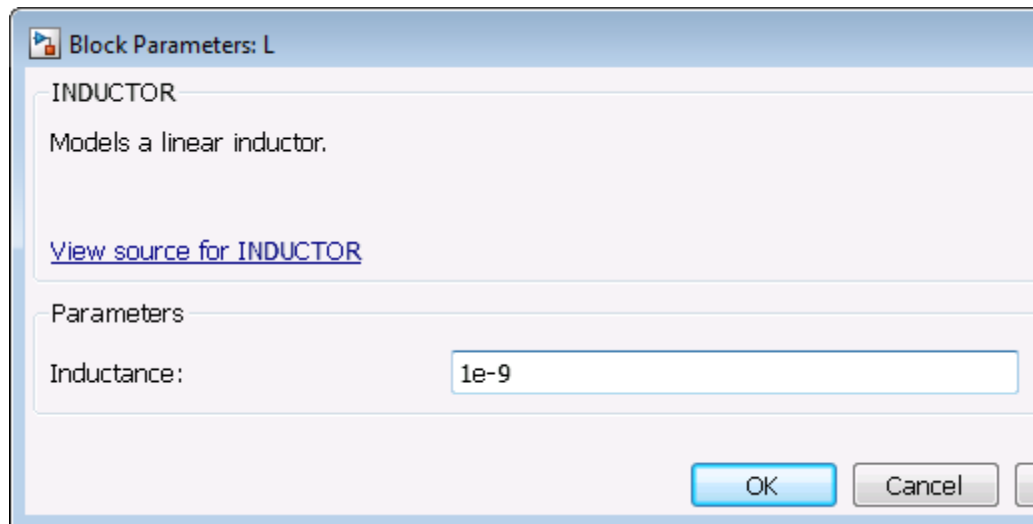 Block Parameters: L
INDUCTOR
Models a linear inductor.
View source for INDUCTOR
Parameters
Inductance: 1e-9
OK Cancel